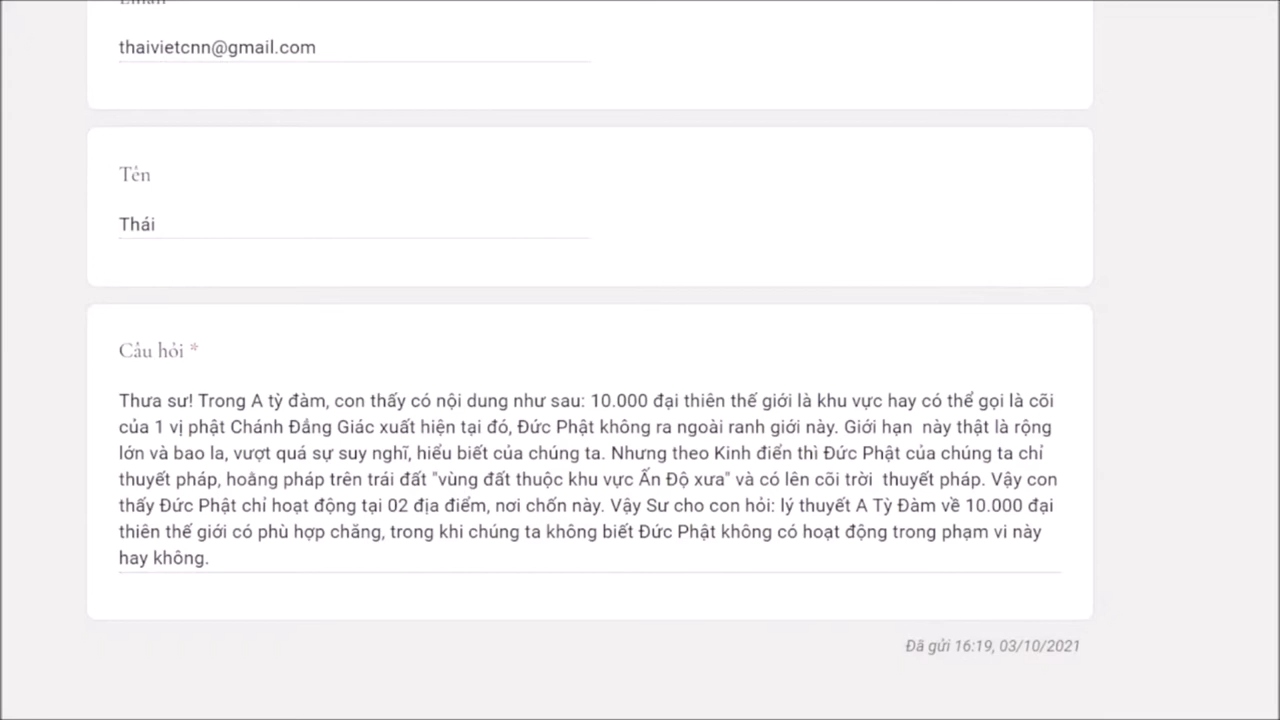 Email
thaivietcnn@gmail.com
Tên
Thái
Câu hỏi *
Thưa sư! Trong A tỳ đàm, con thấy có nội dung như sau: 10.000 đại thiên thế giới là khu vực hay có thể gọi là cõi
của 1 vị phật Chánh Đẳng Giác xuất hiện tại đó, Đức Phật không ra ngoài ranh giới này. Giới hạn này thật là rộng
lớn và bao la, vượt quá sự suy nghĩ, hiểu biết của chúng ta. Nhưng theo Kinh điển thì Đức Phật của chúng ta chỉ
thuyết pháp, hoằng pháp trên trái đất "vùng đất thuộc khu vực Ấn Độ xưa" và có lên cõi trời thuyết pháp. Vậy con
thấy Đức Phật chỉ hoạt động tại 02 địa điểm, nơi chốn này. Vậy Sư cho con hỏi: lý thuyết A Tỳ Đàm về 10.000 đại
thiên thế giới có phù hợp chăng, trong khi chúng ta không biết Đức Phật không có hoạt động trong phạm vi này
hay không.
Đã gửi 16:19, 03/10/2021